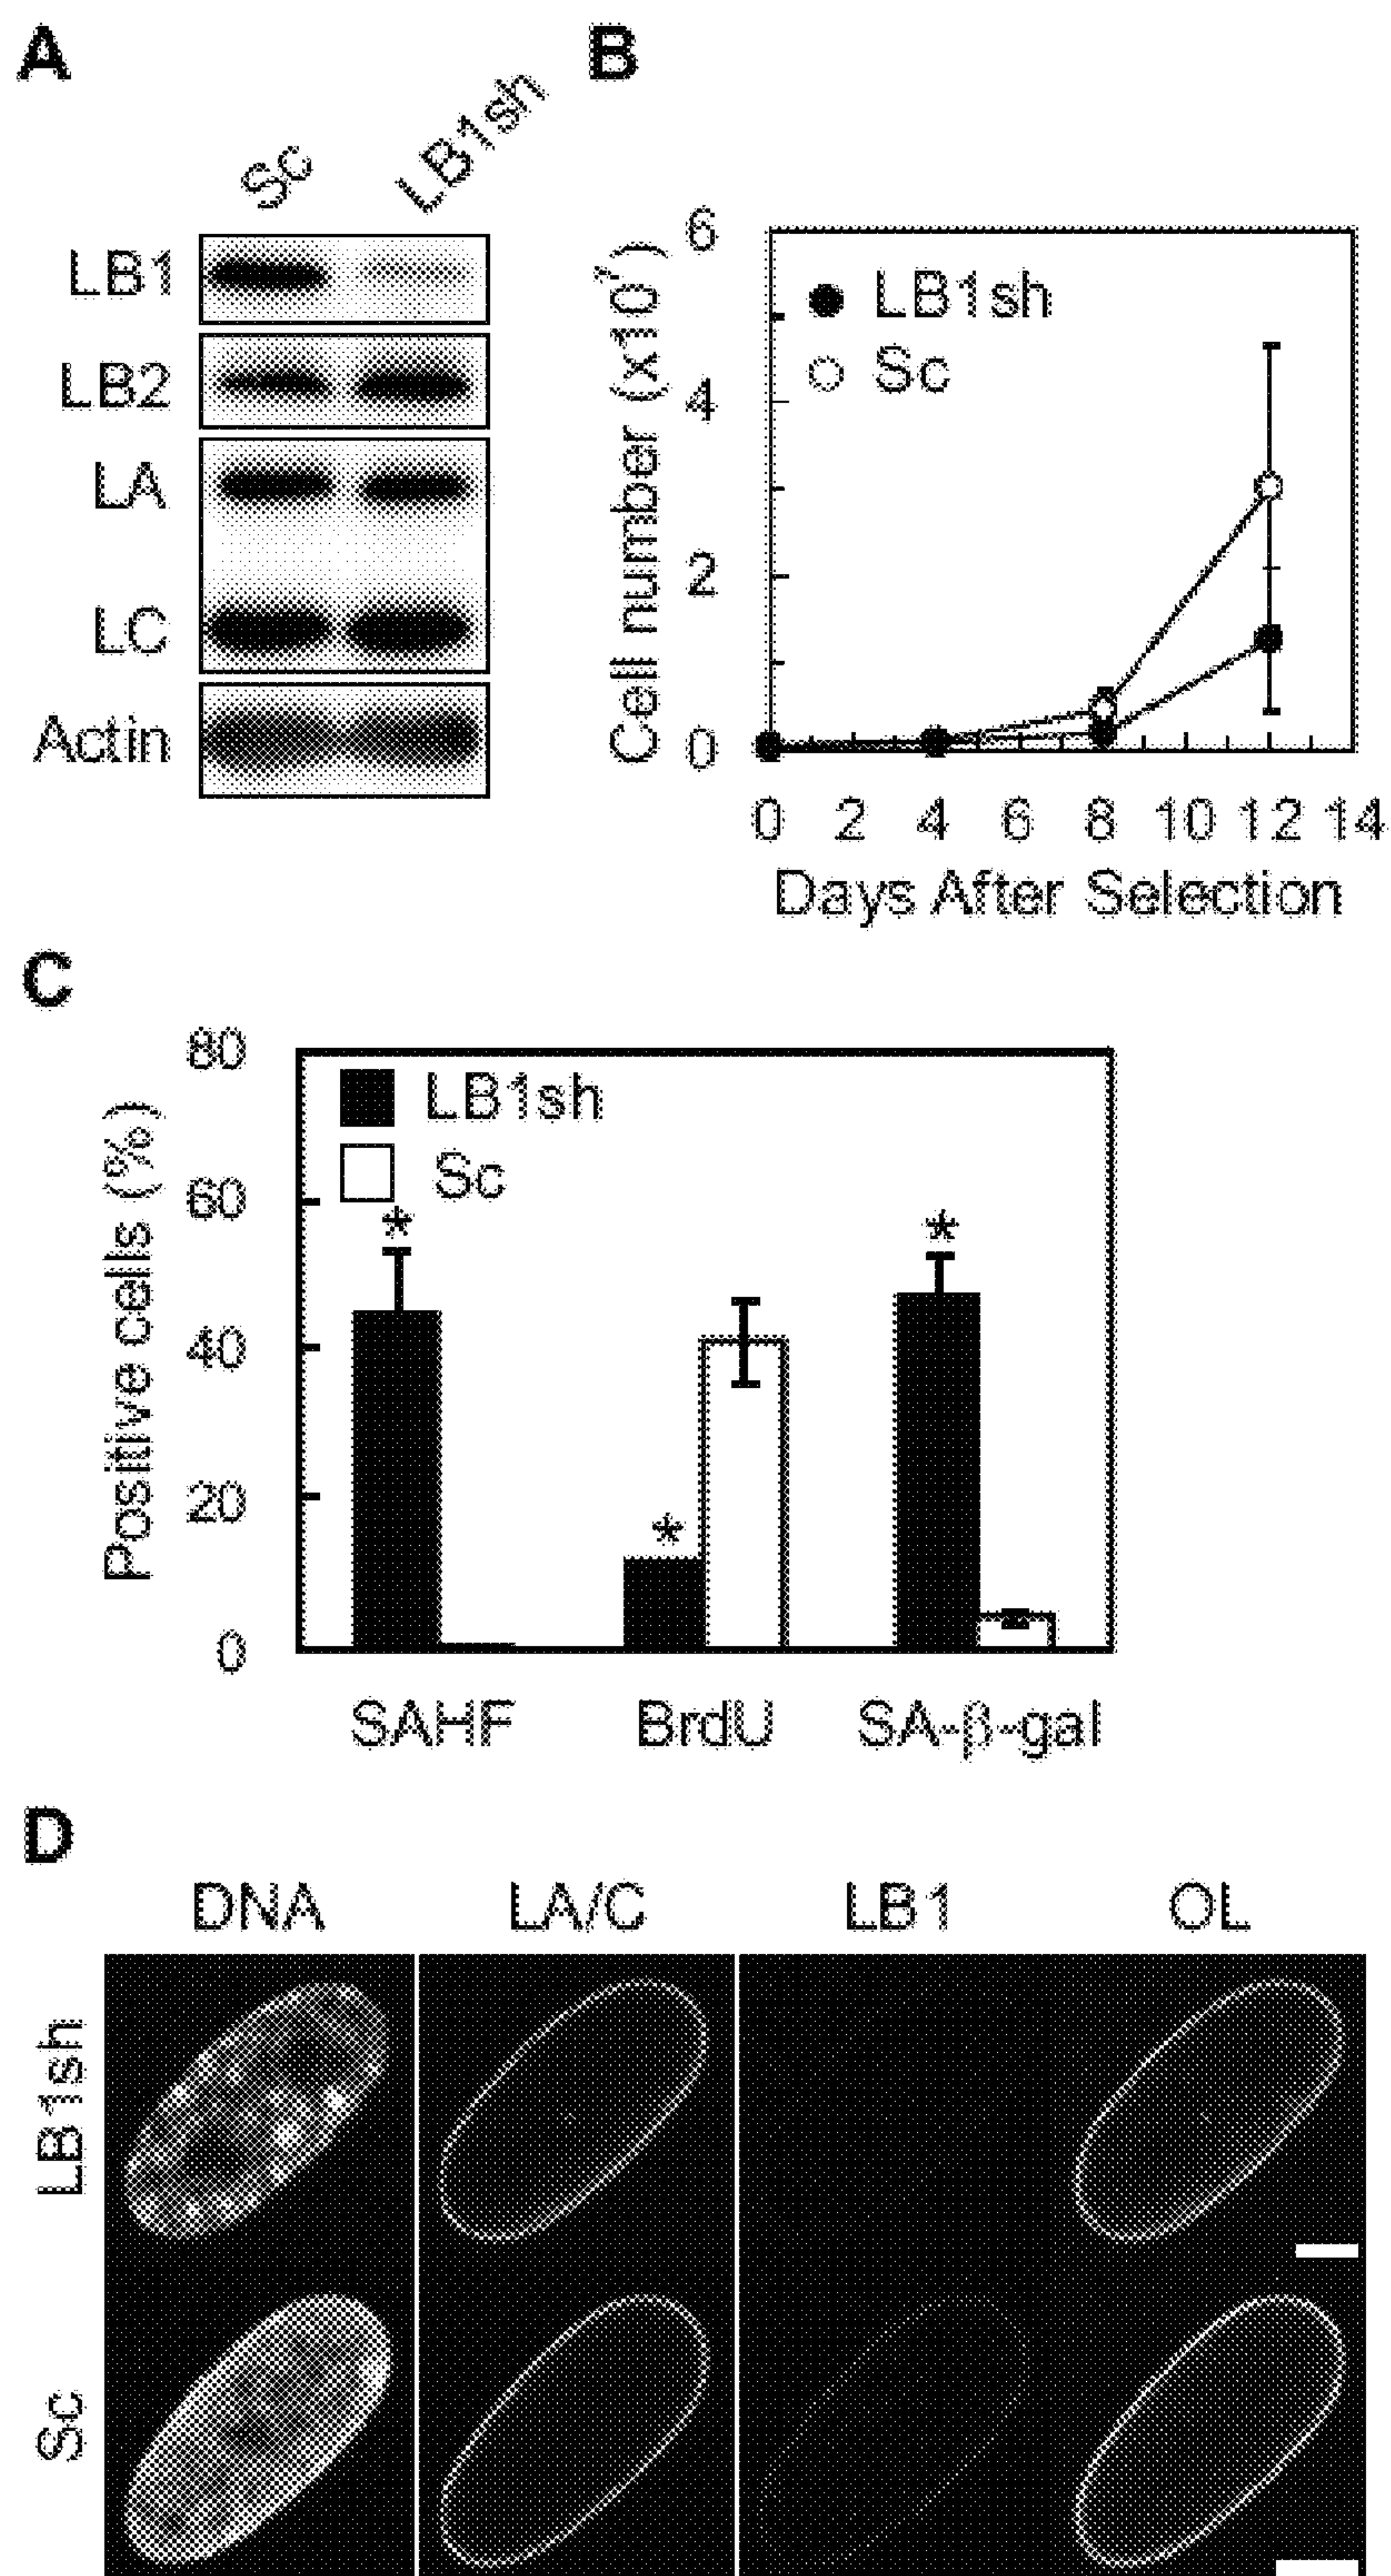 A
Sc
LB1sh
LB1
LB2
LA
LC
Actin
B
Cell number (x10⁷)
6
4
2
0
LB1sh
Sc
0 2 4 6 8 10 12 14
Days After Selection
C
Positive cells (%)
80
60
40
20
0
LB1sh
Sc
*
*
*
SAHF BrdU SA-β-gal
D
DNA LA/C LB1 OL
LB1sh
Sc